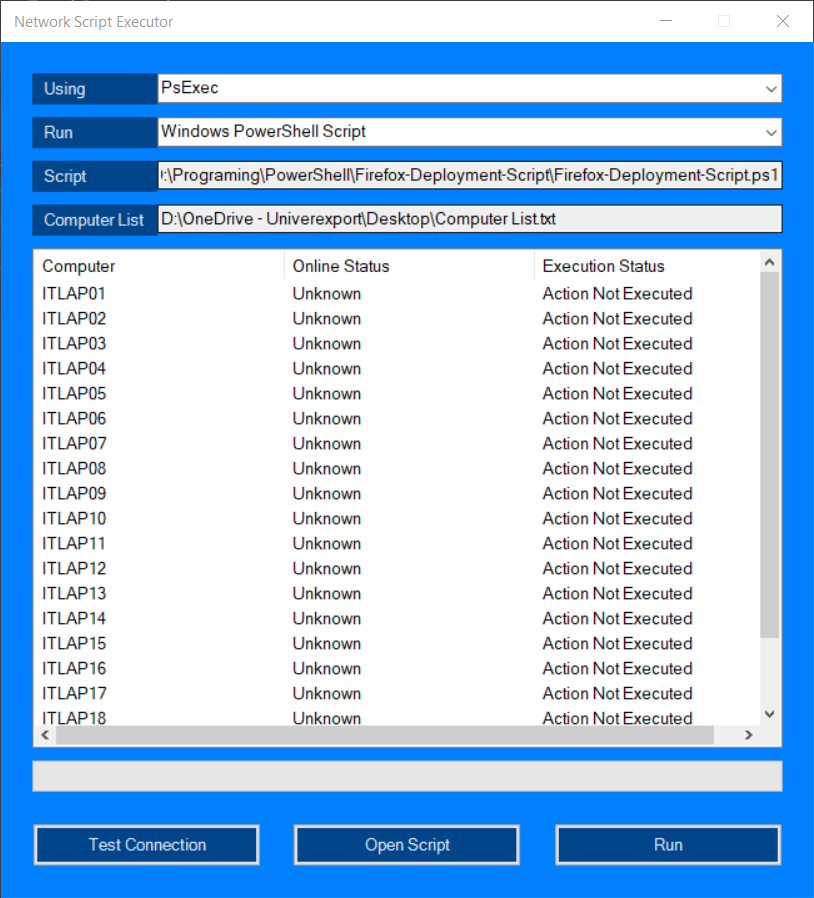 Network Script Executor
Using PsExec
Run Windows PowerShell Script
Script :\Programing\PowerShell\Firefox-Deployment-Script\Firefox-Deployment-Script.ps1
Computer List D:\OneDrive - Univerexport\Desktop\Computer List.txt
Computer Online Status Execution Status
ITLAP01 Unknown Action Not Executed
ITLAP02 Unknown Action Not Executed
ITLAP03 Unknown Action Not Executed
ITLAP04 Unknown Action Not Executed
ITLAP05 Unknown Action Not Executed
ITLAP06 Unknown Action Not Executed
ITLAP07 Unknown Action Not Executed
ITLAP08 Unknown Action Not Executed
ITLAP09 Unknown Action Not Executed
ITLAP10 Unknown Action Not Executed
ITLAP11 Unknown Action Not Executed
ITLAP12 Unknown Action Not Executed
ITLAP13 Unknown Action Not Executed
ITLAP14 Unknown Action Not Executed
ITLAP15 Unknown Action Not Executed
ITLAP16 Unknown Action Not Executed
ITLAP17 Unknown Action Not Executed
ITLAP18 Unknown Action Not Executed
Test Connection Open Script Run